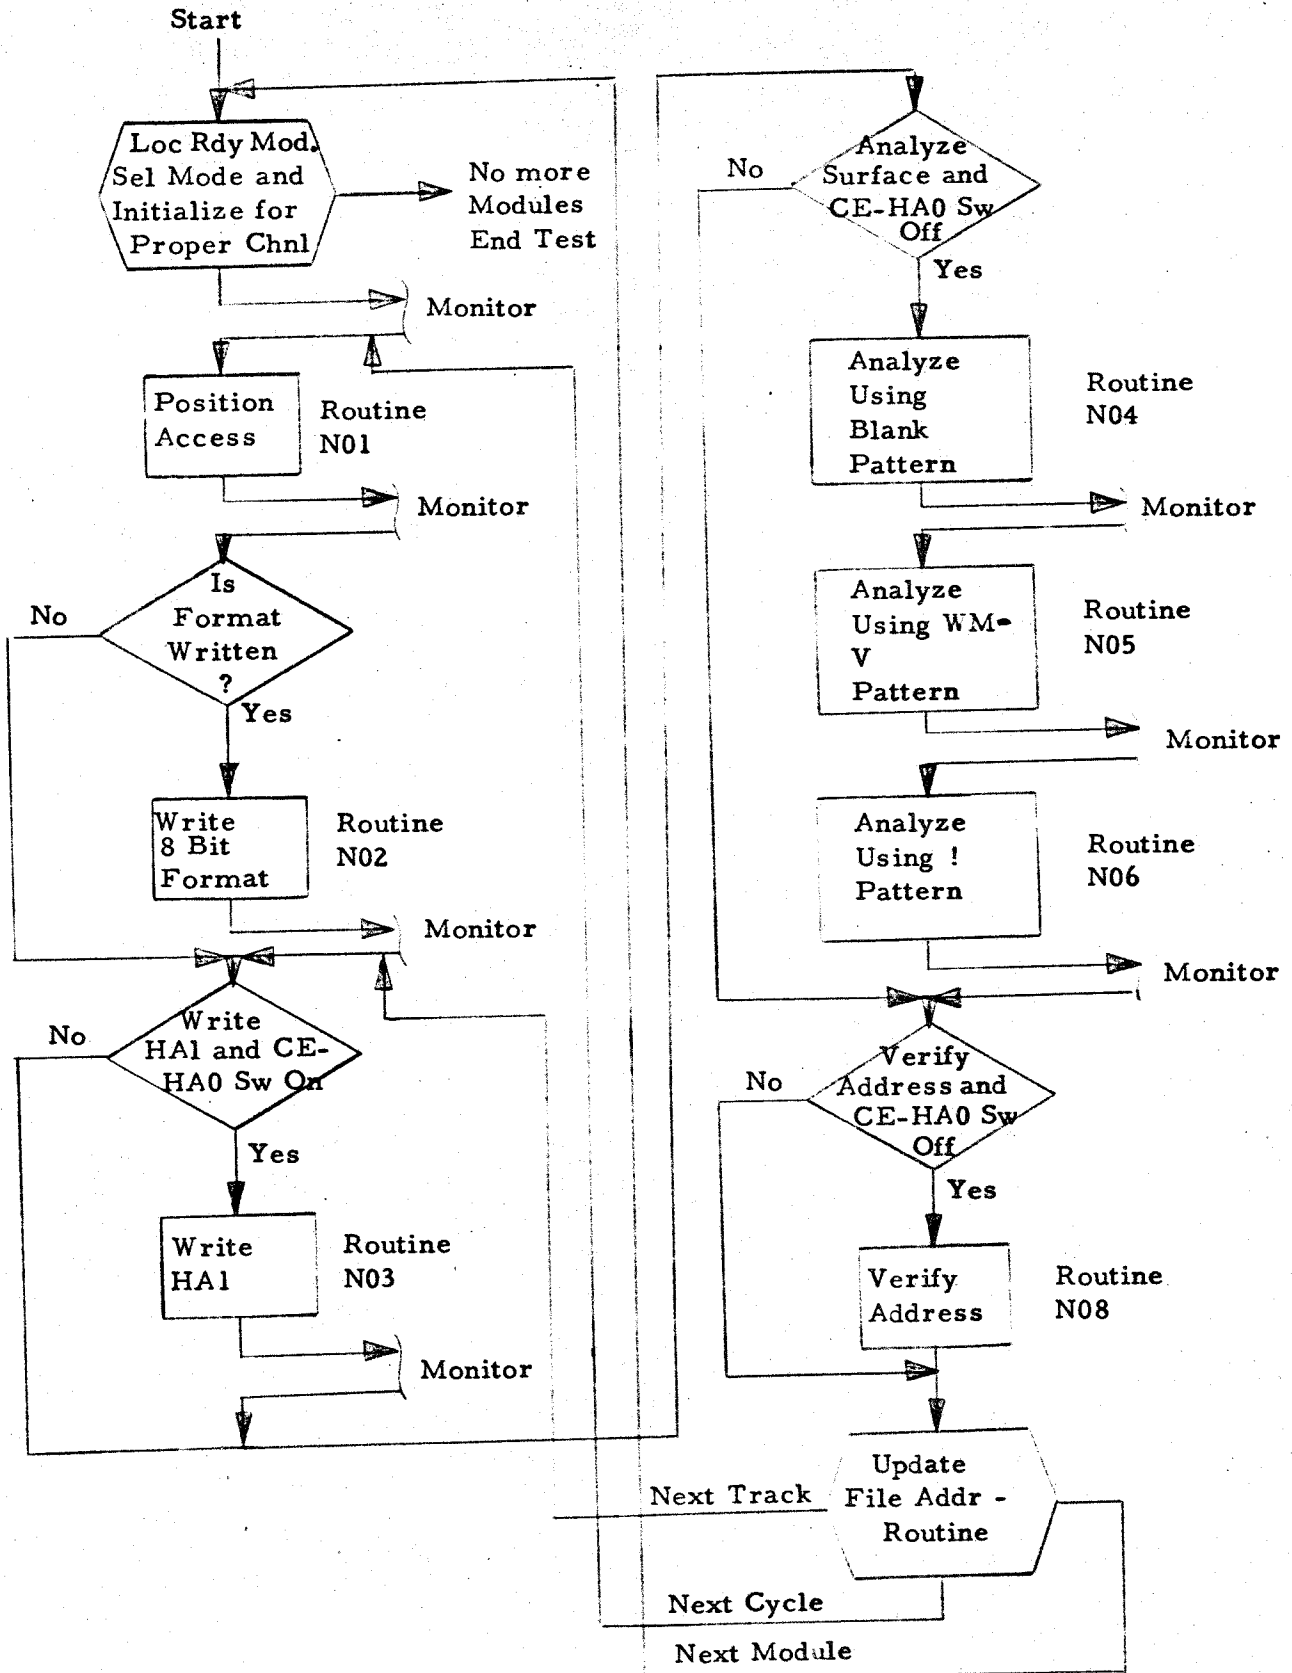 Start
Loc Rdy Mod.
Sel Mode and
Initialize for
Proper Chnl
No more
Modules
End Test
Monitor
Position
Access
Routine
N01
Monitor
Is
Format
Written
?
No
Yes
Write
8 Bit
Format
Routine
N02
Monitor
Write
HA1 and CE-
HA0 Sw On
No
Yes
Write
HA1
Routine
N03
Monitor
Analyze
Surface and
CE-HA0 Sw
Off
No
Yes
Analyze
Using
Blank
Pattern
Routine
N04
Monitor
Analyze
Using WM-
V
Pattern
Routine
N05
Monitor
Analyze
Using !
Pattern
Routine
N06
Monitor
Verify
Address and
CE-HA0 Sw
Off
No
Yes
Verify
Address
Routine
N08
Update
File Addr -
Routine
Next Track
Next Cycle
Next Module